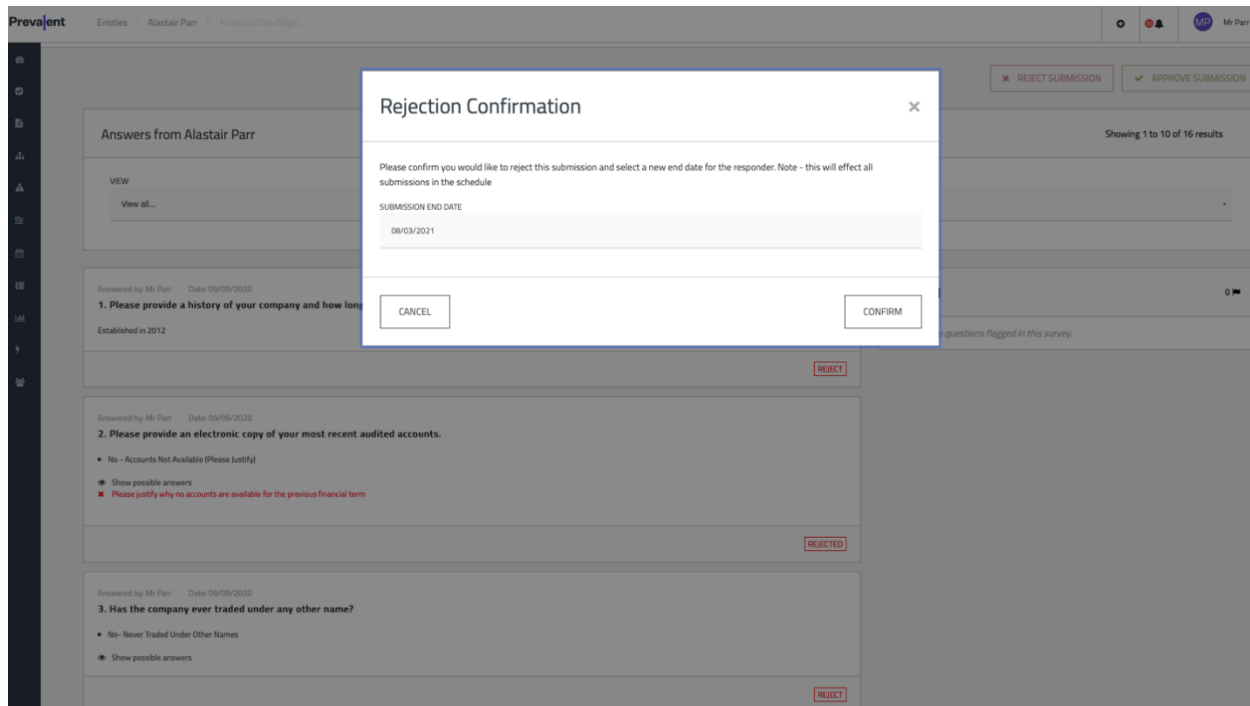 Prevalent
Entities / Alastair Parr / Financial Due Dilige...
MP Mr Parr
REJECT SUBMISSION
APPROVE SUBMISSION
Rejection Confirmation
Please confirm you would like to reject this submission and select a new end date for the responder. Note - this will effect all
submissions in the schedule
SUBMISSION END DATE
08/03/2021
CANCEL
CONFIRM
Answers from Alastair Parr
Showing 1 to 10 of 16 results
VIEW
View all...
Answered by: Mr Parr Date: 09/09/2020
1. Please provide a history of your company and how long
Established in 2012
REJECT
0
questions flagged in this survey.
Answered by: Mr Parr Date: 09/09/2020
2. Please provide an electronic copy of your most recent audited accounts.
No - Accounts Not Available (Please Justify)
Show possible answers
Please justify why no accounts are available for the previous financial term
REJECTED
Answered by: Mr Parr Date: 09/09/2020
3. Has the company ever traded under any other name?
No- Never Traded Under Other Names
Show possible answers
REJECT